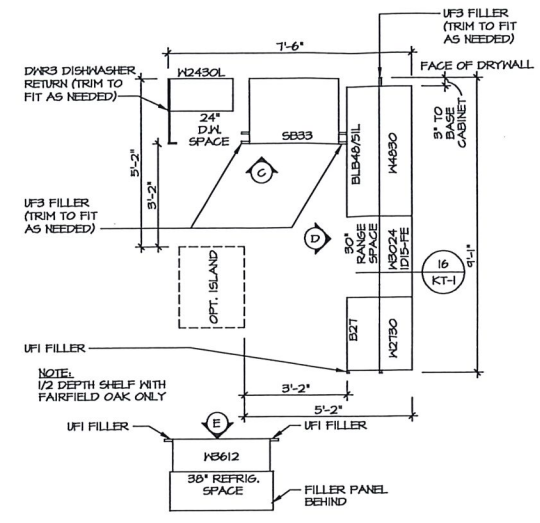 UF3 FILLER
(TRIM TO FIT
AS NEEDED)
7'-6"
FACE OF DRYWALL
DWR3 DISHWASHER
RETURN (TRIM TO
FIT AS NEEDED)
W2430L
24"
D.W.
SPACE
SB33
BLB48/51L
W4830
3" TO
BASE
CABINET
5'-2"
3'-2"
C
UF3 FILLER
(TRIM TO FIT
AS NEEDED)
D
30"
RANGE
SPACE
W3024
1D15-FE
16
KT-1
9'-1"
OPT. ISLAND
B27
W2730
UF1 FILLER
NOTE:
1/2 DEPTH SHELF WITH
FAIRFIELD OAK ONLY
3'-2"
5'-2"
E
UF1 FILLER
UF1 FILLER
W3612
38" REFRIG.
SPACE
FILLER PANEL
BEHIND